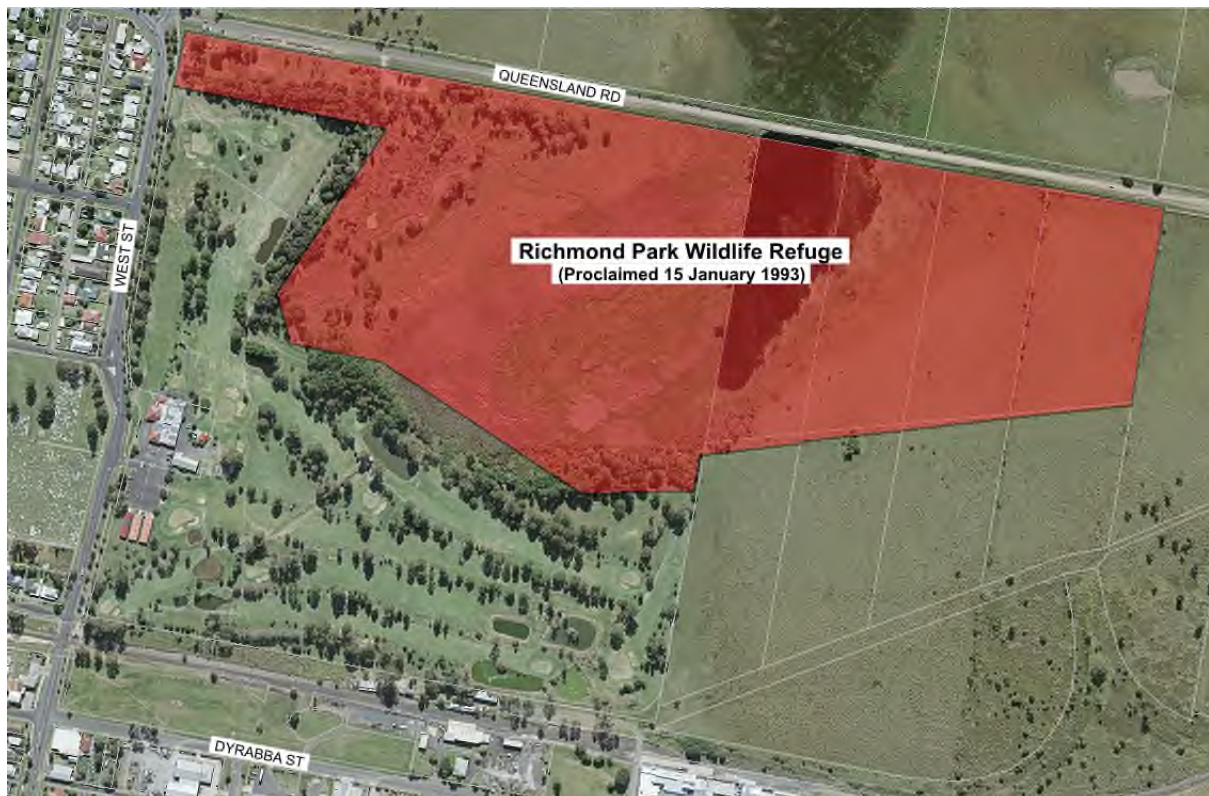 QUEENSLAND RD
Richmond Park Wildlife Refuge
(Proclaimed 15 January 1993)
WEST ST
DYRABBA ST